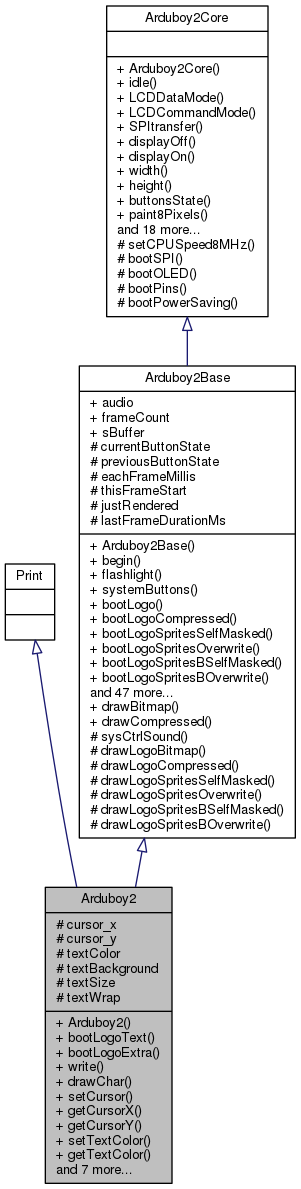 Arduboy2Core
+ Arduboy2Core()
+ idle()
+ LCDDataMode()
+ LCDCommandMode()
+ SPItransfer()
+ displayOff()
+ displayOn()
+ width()
+ height()
+ buttonsState()
+ paint8Pixels()
and 18 more...
# setCPUSpeed8MHz()
# bootSPI()
# bootOLED()
# bootPins()
# bootPowerSaving()
Arduboy2Base
+ audio
+ frameCount
+ sBuffer
# currentButtonState
# previousButtonState
# eachFrameMillis
# thisFrameStart
# justRendered
# lastFrameDurationMs
+ Arduboy2Base()
+ begin()
+ flashlight()
+ systemButtons()
+ bootLogo()
+ bootLogoCompressed()
+ bootLogoSpritesSelfMasked()
+ bootLogoSpritesOverwrite()
+ bootLogoSpritesBSelfMasked()
+ bootLogoSpritesBOverwrite()
and 47 more...
+ drawBitmap()
+ drawCompressed()
# sysCtrlSound()
# drawLogoBitmap()
# drawLogoCompressed()
# drawLogoSpritesSelfMasked()
# drawLogoSpritesOverwrite()
# drawLogoSpritesBSelfMasked()
# drawLogoSpritesBOverwrite()
Print
Arduboy2
# cursor_x
# cursor_y
# textColor
# textBackground
# textSize
# textWrap
+ Arduboy2()
+ bootLogoText()
+ bootLogoExtra()
+ write()
+ drawChar()
+ setCursor()
+ getCursorX()
+ getCursorY()
+ setTextColor()
+ getTextColor()
and 7 more...